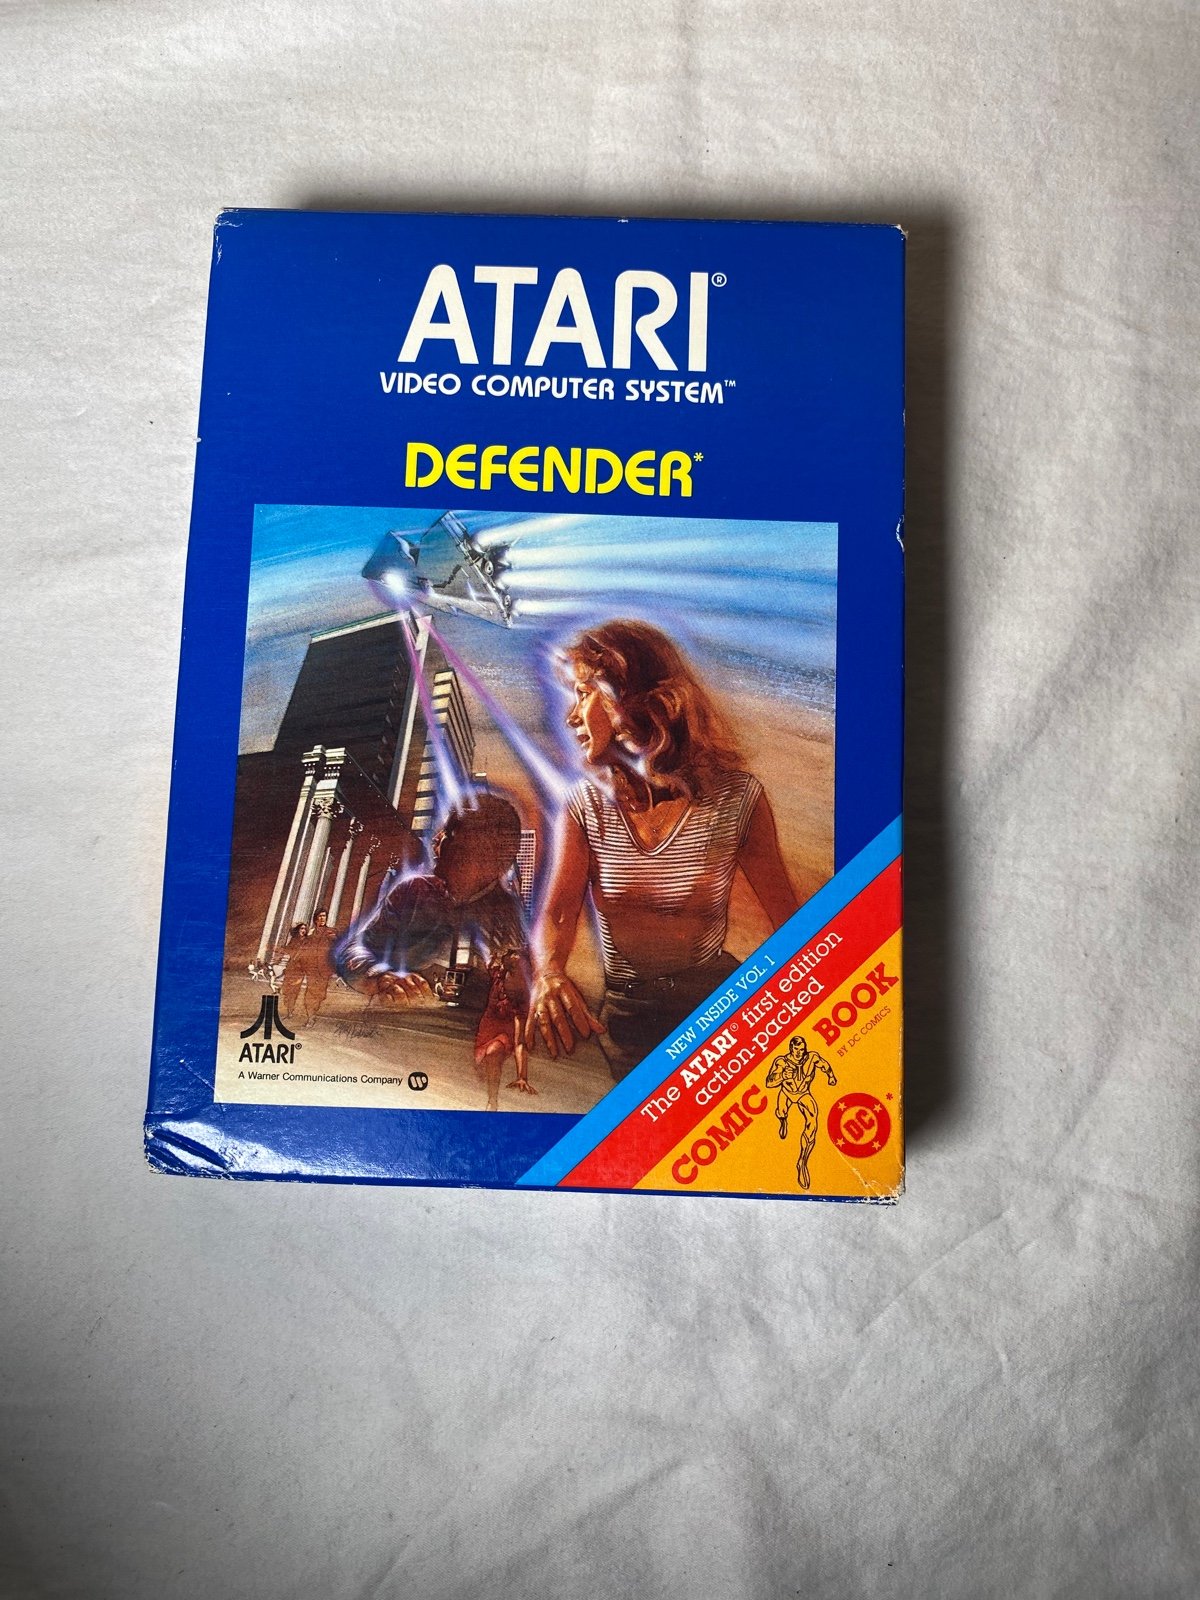 ATARI®
VIDEO COMPUTER SYSTEM™
DEFENDER*
ATARI®
A Warner Communications Company
NEW INSIDE VOL. 1
The ATARI® first edition
action-packed
COMIC BOOK
BY DC COMICS
DC*